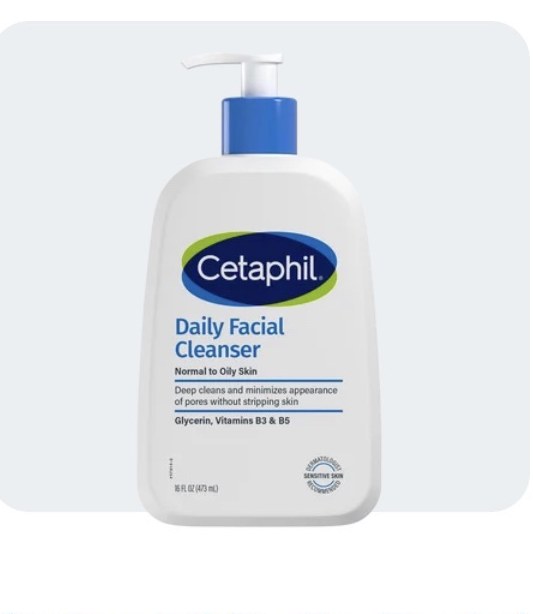 Cetaphil®
Daily Facial
Cleanser
Normal to Oily Skin
Deep cleans and minimizes appearance
of pores without stripping skin
Glycerin, Vitamins B3 & B5
16 FL OZ (473 mL)
DERMATOLOGIST
SENSITIVE SKIN
RECOMMENDED